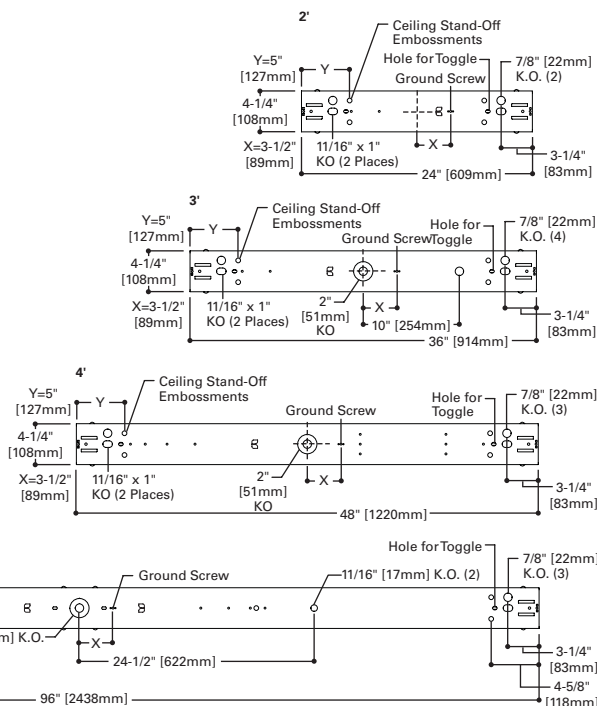 2'
Ceiling Stand-Off
Embossments
Y=5"
[127mm]
Y
Hole for Toggle
7/8" [22mm]
K.O. (2)
Ground Screw
4-1/4"
[108mm]
X=3-1/2"
[89mm]
11/16" x 1"
KO (2 Places)
X
3-1/4"
[83mm]
24" [609mm]
3'
Y=5"
[127mm]
Y
Ceiling Stand-Off
Embossments
Ground Screw
Hole for
Toggle
7/8" [22mm]
K.O. (4)
4-1/4"
[108mm]
X=3-1/2"
[89mm]
11/16" x 1"
KO (2 Places)
2"
[51mm]
KO
X
10" [254mm]
3-1/4"
[83mm]
36" [914mm]
4'
Y=5"
[127mm]
Y
Ceiling Stand-Off
Embossments
Ground Screw
Hole for
Toggle
7/8" [22mm]
K.O. (3)
4-1/4"
[108mm]
X=3-1/2"
[89mm]
11/16" x 1"
KO (2 Places)
2"
[51mm]
KO
X
3-1/4"
[83mm]
48" [1220mm]
Hole for Toggle
Ground Screw
11/16" [17mm] K.O. (2)
7/8" [22mm]
K.O. (3)
K.O.
X
24-1/2" [622mm]
3-1/4"
[83mm]
4-5/8"
[118mm]
96" [2438mm]